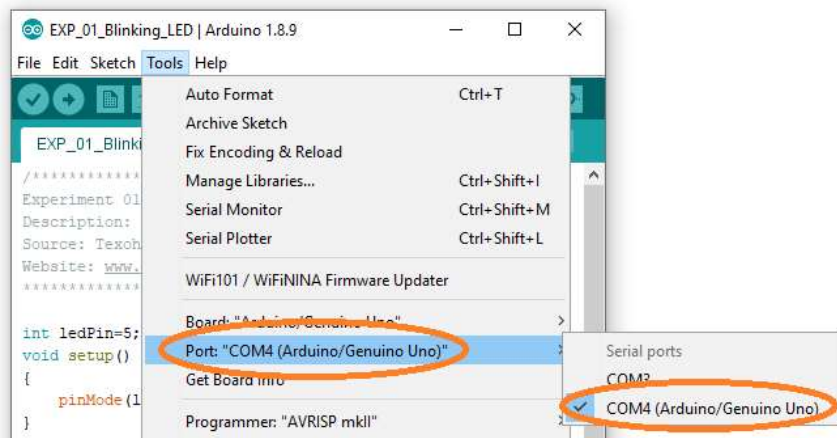 EXP_01_Blinking_LED | Arduino 1.8.9
File Edit Sketch Tools Help
Auto Format Ctrl+T
Archive Sketch
Fix Encoding & Reload
Manage Libraries... Ctrl+Shift+I
Serial Monitor Ctrl+Shift+M
Serial Plotter Ctrl+Shift+L
WiFi101 / WiFiNINA Firmware Updater
Board: "Arduino/Genuino Uno"
Port: "COM4 (Arduino/Genuino Uno)"
Get Board Info
Programmer: "AVRISP mkII"
Serial ports
COM3
COM4 (Arduino/Genuino Uno)
EXP_01_Blinki
/*************
Experiment 01
Description:
Source: Texoh
Website: www.
*************
int ledPin=5;
void setup()
{
pinMode(l
}